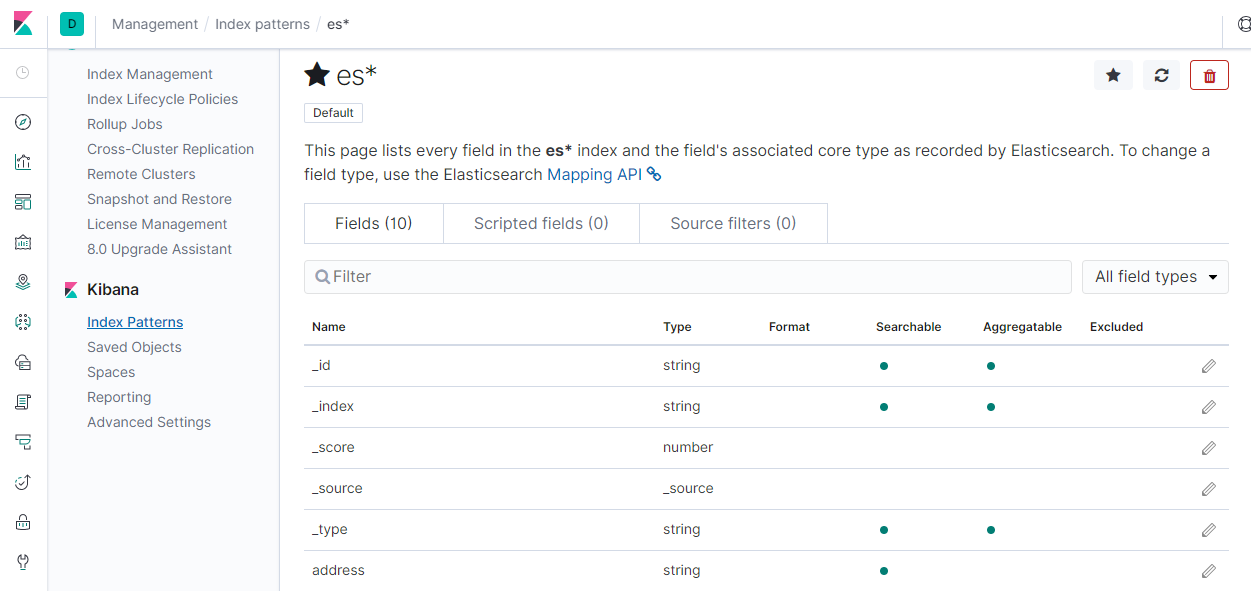 D Management / Index patterns / es*
Index Management
Index Lifecycle Policies
Rollup Jobs
Cross-Cluster Replication
Remote Clusters
Snapshot and Restore
License Management
8.0 Upgrade Assistant
Kibana
Index Patterns
Saved Objects
Spaces
Reporting
Advanced Settings
es*
Default
This page lists every field in the es* index and the field's associated core type as recorded by Elasticsearch. To change a
field type, use the Elasticsearch Mapping API
Fields (10) Scripted fields (0) Source filters (0)
Filter All field types
Name Type Format Searchable Aggregatable Excluded
_id string
_index string
_score number
_source _source
_type string
address string